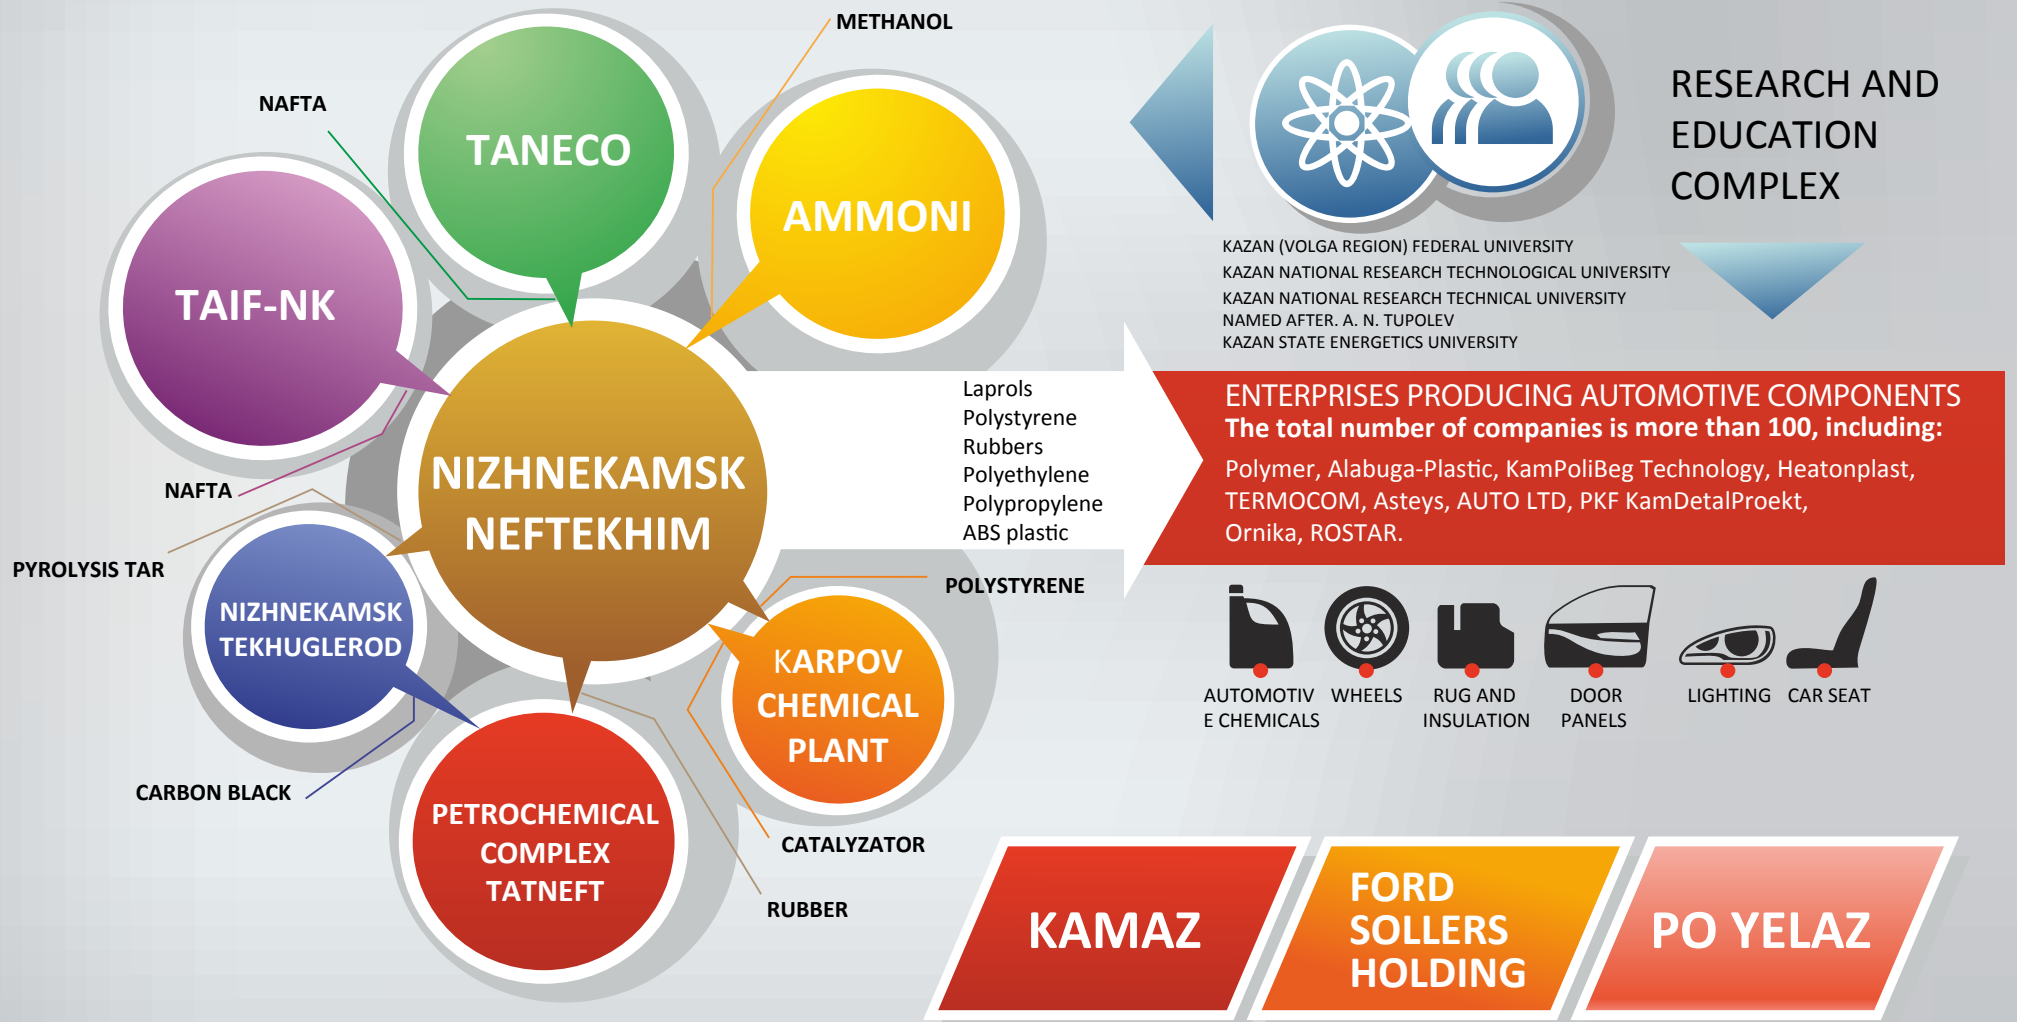 METHANOL
NAFTA
TANECO
AMMONI
TAIF-NK
NIZHNEKAMSK
NEFTEKHIM
NAFTA
PYROLYSIS TAR
NIZHNEKAMSK
TEKHUGLEROD
CARBON BLACK
PETROCHEMICAL
COMPLEX
TATNEFT
KARPOV
CHEMICAL
PLANT
POLYSTYRENE
CATALYZATOR
RUBBER
Laprols
Polystyrene
Rubbers
Polyethylene
Polypropylene
ABS plastic
RESEARCH AND
EDUCATION
COMPLEX
KAZAN (VOLGA REGION) FEDERAL UNIVERSITY
KAZAN NATIONAL RESEARCH TECHNOLOGICAL UNIVERSITY
KAZAN NATIONAL RESEARCH TECHNICAL UNIVERSITY
NAMED AFTER. A. N. TUPOLEV
KAZAN STATE ENERGETICS UNIVERSITY
ENTERPRISES PRODUCING AUTOMOTIVE COMPONENTS
The total number of companies is more than 100, including:
Polymer, Alabuga-Plastic, KamPoliBeg Technology, Heatonplast,
TERMOCOM, Asteys, AUTO LTD, PKF KamDetalProekt,
Ornika, ROSTAR.
AUTOMOTIV
E CHEMICALS
WHEELS
RUG AND
INSULATION
DOOR
PANELS
LIGHTING
CAR SEAT
KAMAZ
FORD
SOLLERS
HOLDING
PO YELAZ